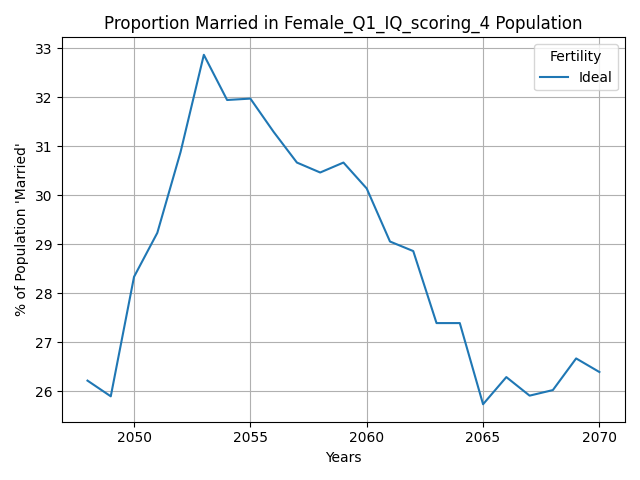 Proportion Married in Female_Q1_IQ_scoring_4 Population
Fertility
Ideal
% of Population 'Married'
33
32
31
30
29
28
27
26
2050
2055
2060
2065
2070
Years